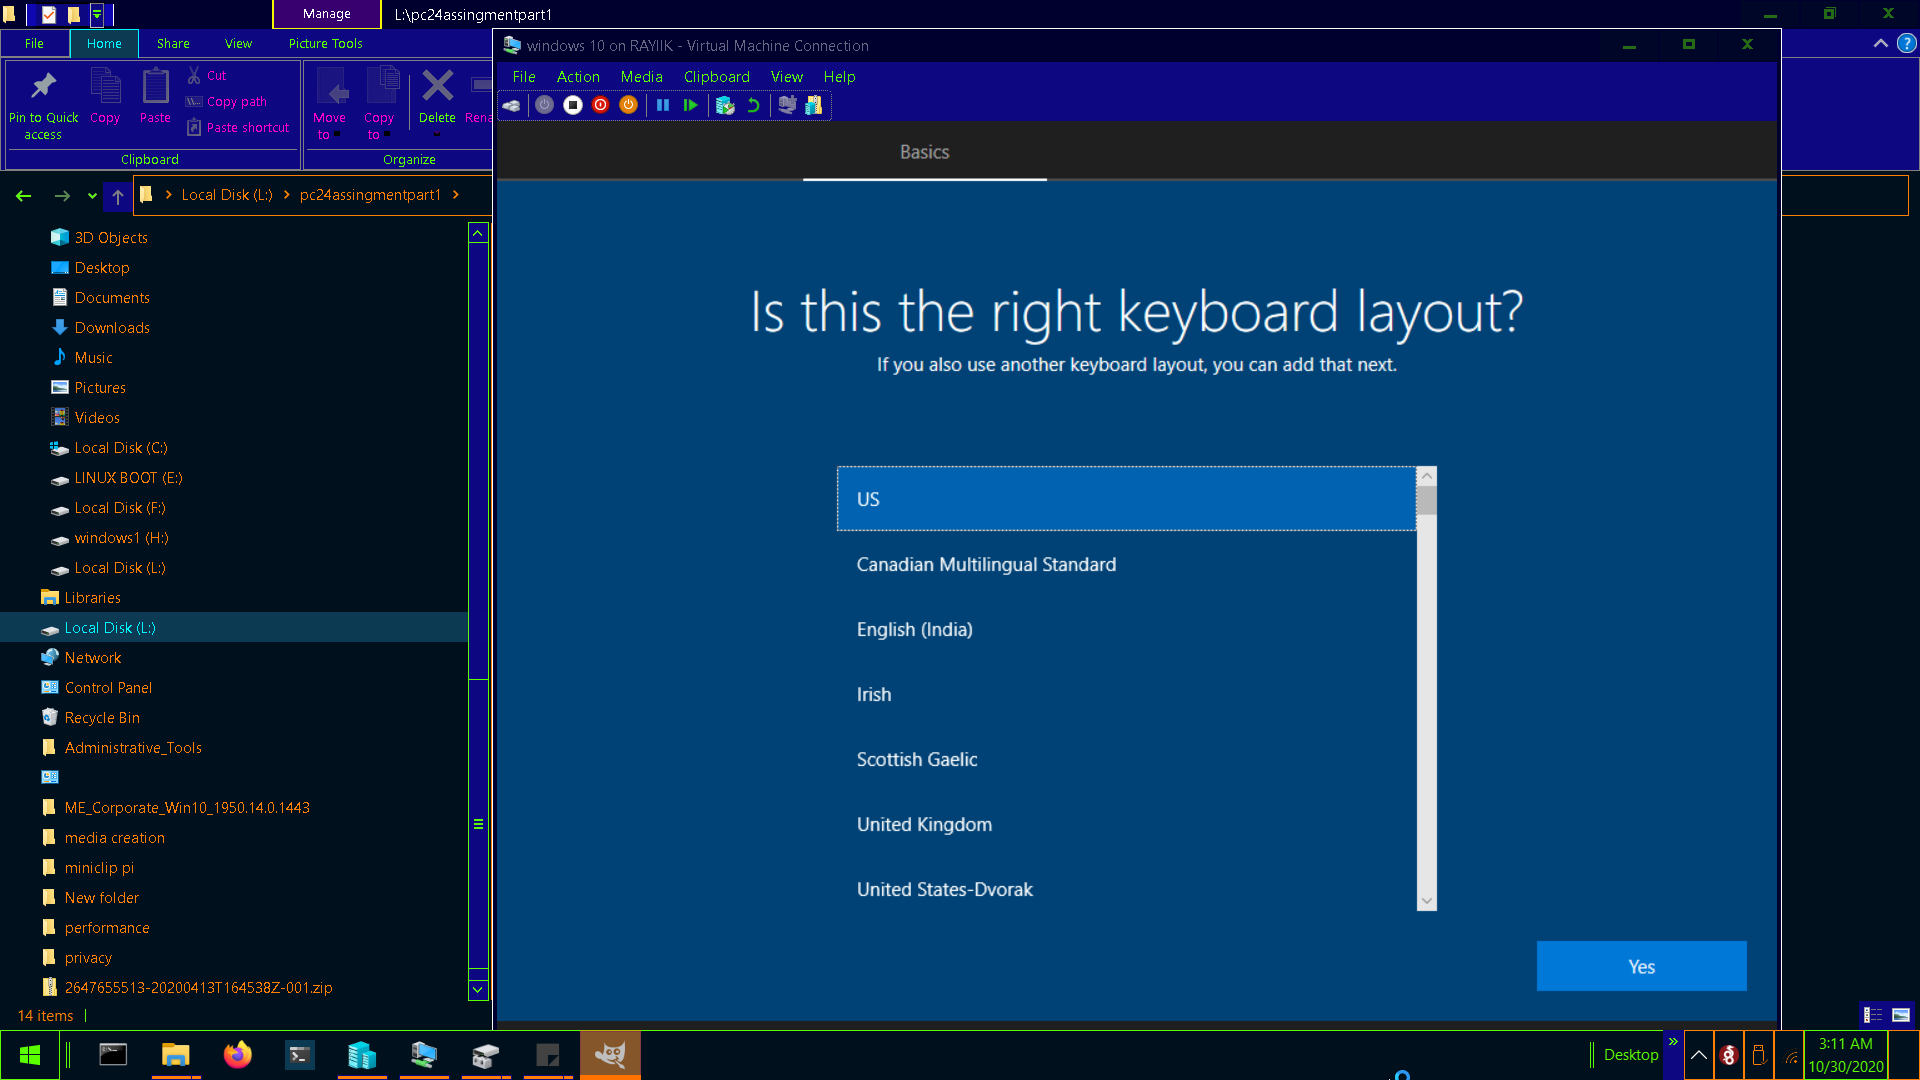 Manage
L:\pc24assingmentpart1
File
Home
Share
View
Picture Tools
Pin to Quick access
Copy
Paste
Cut
Copy path
Paste shortcut
Move to
Copy to
Delete
Rena
Clipboard
Organize
Local Disk (L:)
pc24assingmentpart1
3D Objects
Desktop
Documents
Downloads
Music
Pictures
Videos
Local Disk (C:)
LINUX BOOT (E:)
Local Disk (F:)
windows1 (H:)
Local Disk (L:)
Libraries
Local Disk (L:)
Network
Control Panel
Recycle Bin
Administrative_Tools
ME_Corporate_Win10_1950.14.0.1443
media creation
miniclip pi
New folder
performance
privacy
2647655513-20200413T164538Z-001.zip
14 items
windows 10 on RAYIIK - Virtual Machine Connection
File
Action
Media
Clipboard
View
Help
Basics
Is this the right keyboard layout?
If you also use another keyboard layout, you can add that next.
US
Canadian Multilingual Standard
English (India)
Irish
Scottish Gaelic
United Kingdom
United States-Dvorak
Yes
Desktop
3:11 AM
10/30/2020